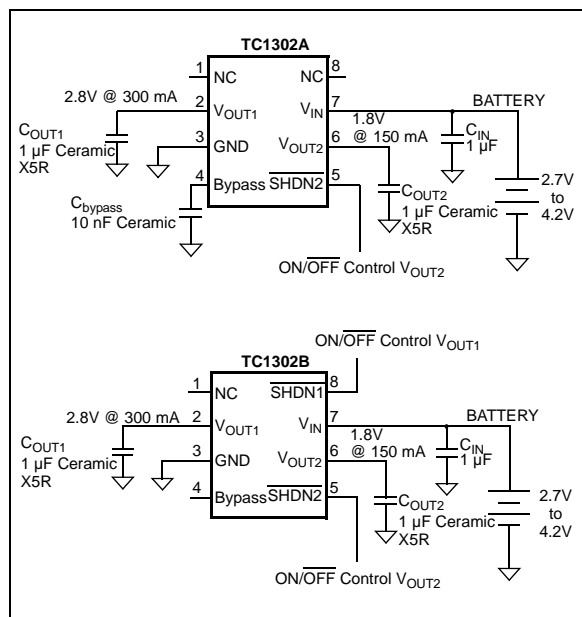 TC1302A
1 NC NC 8
2.8V @ 300 mA 2 VOUT1 VIN 7 BATTERY
COUT1 1 µF Ceramic X5R
3 GND VOUT2 6 1.8V @ 150 mA CIN 1 µF
4 Bypass SHDN2 5
Cbypass 10 nF Ceramic
COUT2 1 µF Ceramic X5R
2.7V to 4.2V
ON/OFF Control VOUT2
ON/OFF Control VOUT1
TC1302B
1 NC SHDN1 8
2.8V @ 300 mA 2 VOUT1 VIN 7 BATTERY
COUT1 1 µF Ceramic X5R
3 GND VOUT2 6 1.8V @ 150 mA CIN 1 µF
4 Bypass SHDN2 5
COUT2 1 µF Ceramic X5R
2.7V to 4.2V
ON/OFF Control VOUT2